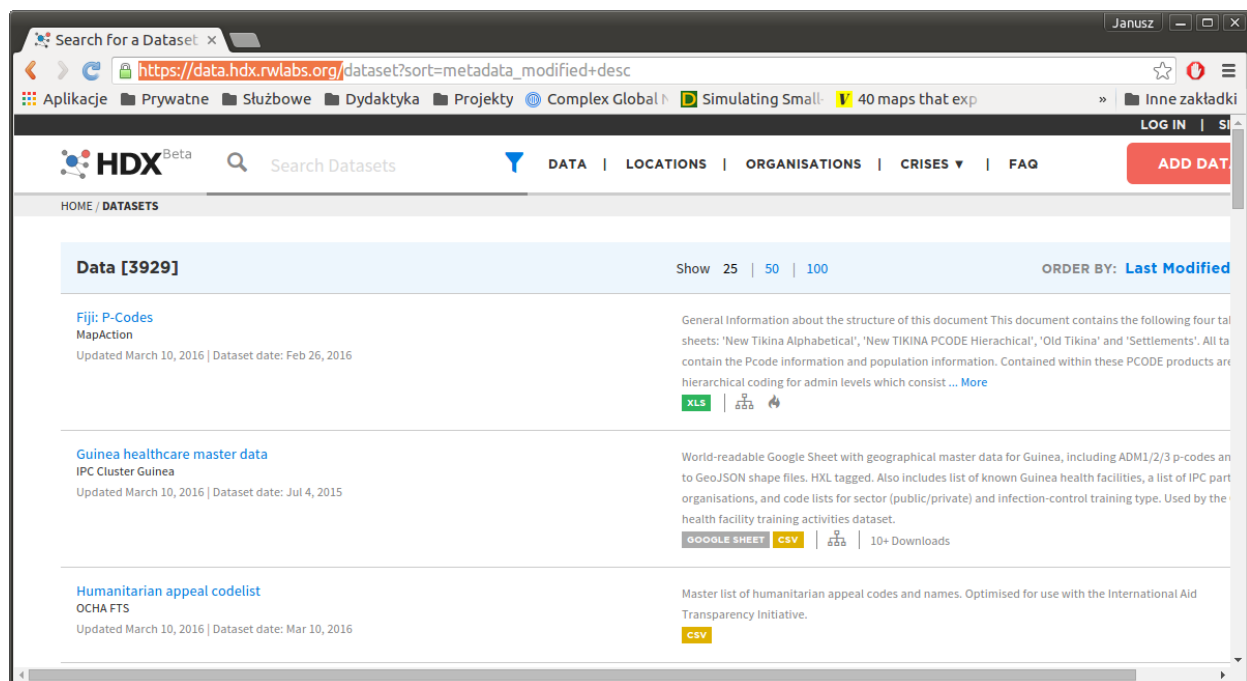 Janusz
Search for a Dataset
https://data.hdx.rwlabs.org/dataset?sort=metadata_modified+desc
Aplikacje Prywatne Służbowe Dydaktyka Projekty Complex Global N Simulating Small- 40 maps that exp » Inne zakładki
LOG IN | SI
HDX Beta Search Datasets DATA | LOCATIONS | ORGANISATIONS | CRISES ▼ | FAQ ADD DATA
HOME / DATASETS
Data [3929] Show 25 | 50 | 100 ORDER BY: Last Modified
Fiji: P-Codes
MapAction
Updated March 10, 2016 | Dataset date: Feb 26, 2016
General Information about the structure of this document This document contains the following four tal
sheets: 'New Tikina Alphabetical', 'New TIKINA PCODE Hierachical', 'Old Tikina' and 'Settlements'. All ta
contain the Pcode information and population information. Contained within these PCODE products are
hierarchical coding for admin levels which consist ... More
XLS
Guinea healthcare master data
IPC Cluster Guinea
Updated March 10, 2016 | Dataset date: Jul 4, 2015
World-readable Google Sheet with geographical master data for Guinea, including ADM1/2/3 p-codes an
to GeoJSON shape files. HXL tagged. Also includes list of known Guinea health facilities, a list of IPC part
organisations, and code lists for sector (public/private) and infection-control training type. Used by the
health facility training activities dataset.
GOOGLE SHEET CSV | | 10+ Downloads
Humanitarian appeal codelist
OCHA FTS
Updated March 10, 2016 | Dataset date: Mar 10, 2016
Master list of humanitarian appeal codes and names. Optimised for use with the International Aid
Transparency Initiative.
CSV